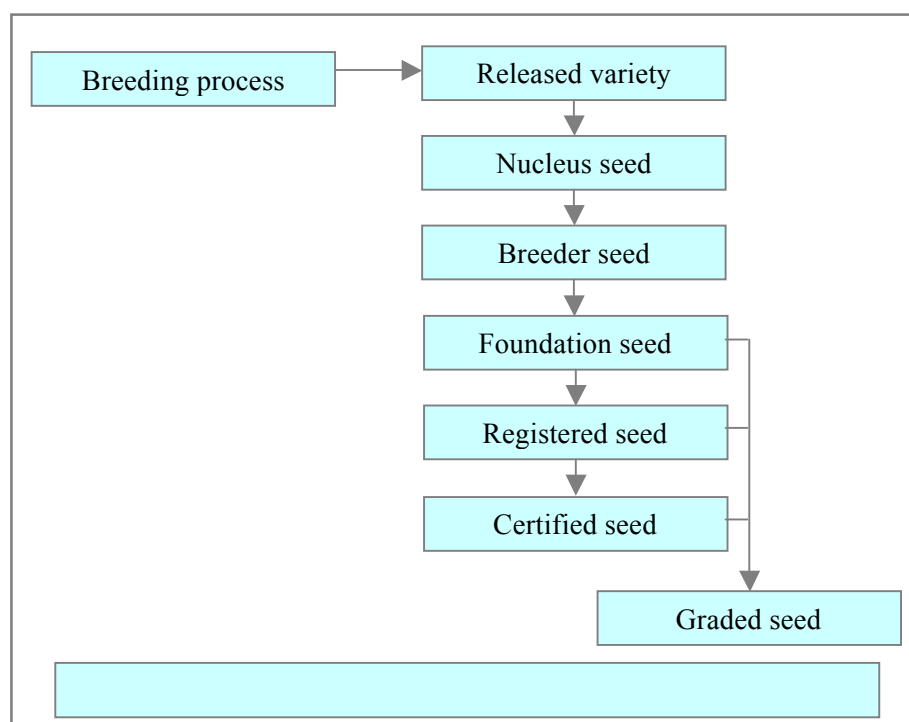 Breeding process
Released variety
Nucleus seed
Breeder seed
Foundation seed
Registered seed
Certified seed
Graded seed